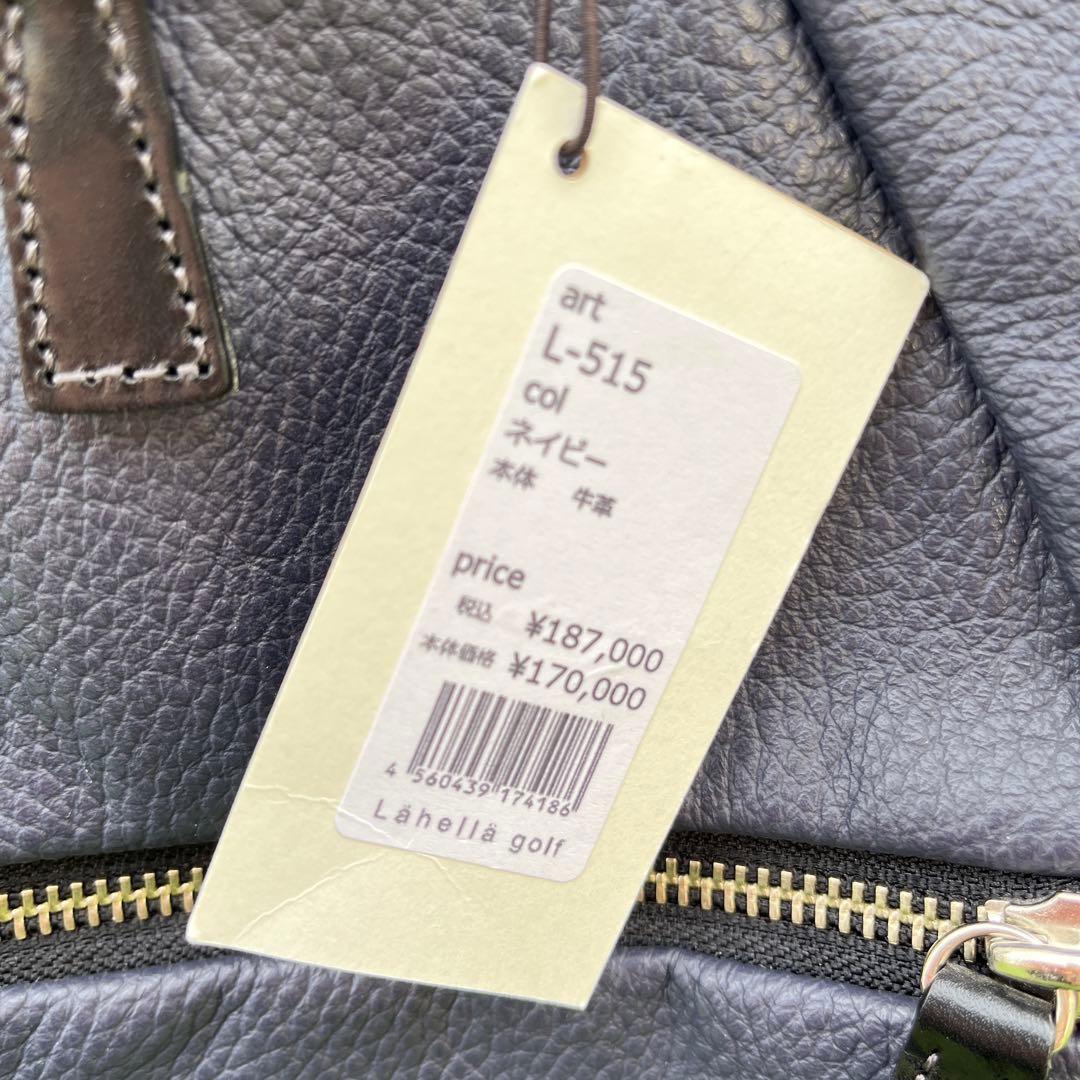 art
L-515
col
ネイビー
本体 牛革
price
税込 ¥187,000
本体価格 ¥170,000
4 560439 174186
Lähellä golf